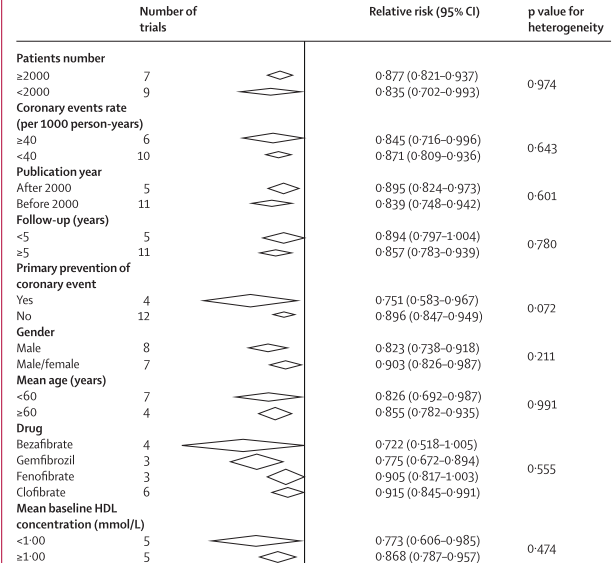 Number of trials Relative risk (95% CI) p value for heterogeneity
Patients number
≥2000 7 0·877 (0·821–0·937)
0·974
<2000 9 0·835 (0·702–0·993)
Coronary events rate
(per 1000 person-years)
≥40 6 0·845 (0·716–0·996)
0·643
<40 10 0·871 (0·809–0·936)
Publication year
After 2000 5 0·895 (0·824–0·973)
0·601
Before 2000 11 0·839 (0·748–0·942)
Follow-up (years)
<5 5 0·894 (0·797–1·004)
0·780
≥5 11 0·857 (0·783–0·939)
Primary prevention of
coronary event
Yes 4 0·751 (0·583–0·967)
0·072
No 12 0·896 (0·847–0·949)
Gender
Male 8 0·823 (0·738–0·918)
0·211
Male/female 7 0·903 (0·826–0·987)
Mean age (years)
<60 7 0·826 (0·692–0·987)
0·991
≥60 4 0·855 (0·782–0·935)
Drug
Bezafibrate 4 0·722 (0·518–1·005)
Gemfibrozil 3 0·775 (0·672–0·894)
0·555
Fenofibrate 3 0·905 (0·817–1·003)
Clofibrate 6 0·915 (0·845–0·991)
Mean baseline HDL
concentration (mmol/L)
<1·00 5 0·773 (0·606–0·985)
0·474
≥1·00 5 0·868 (0·787–0·957)